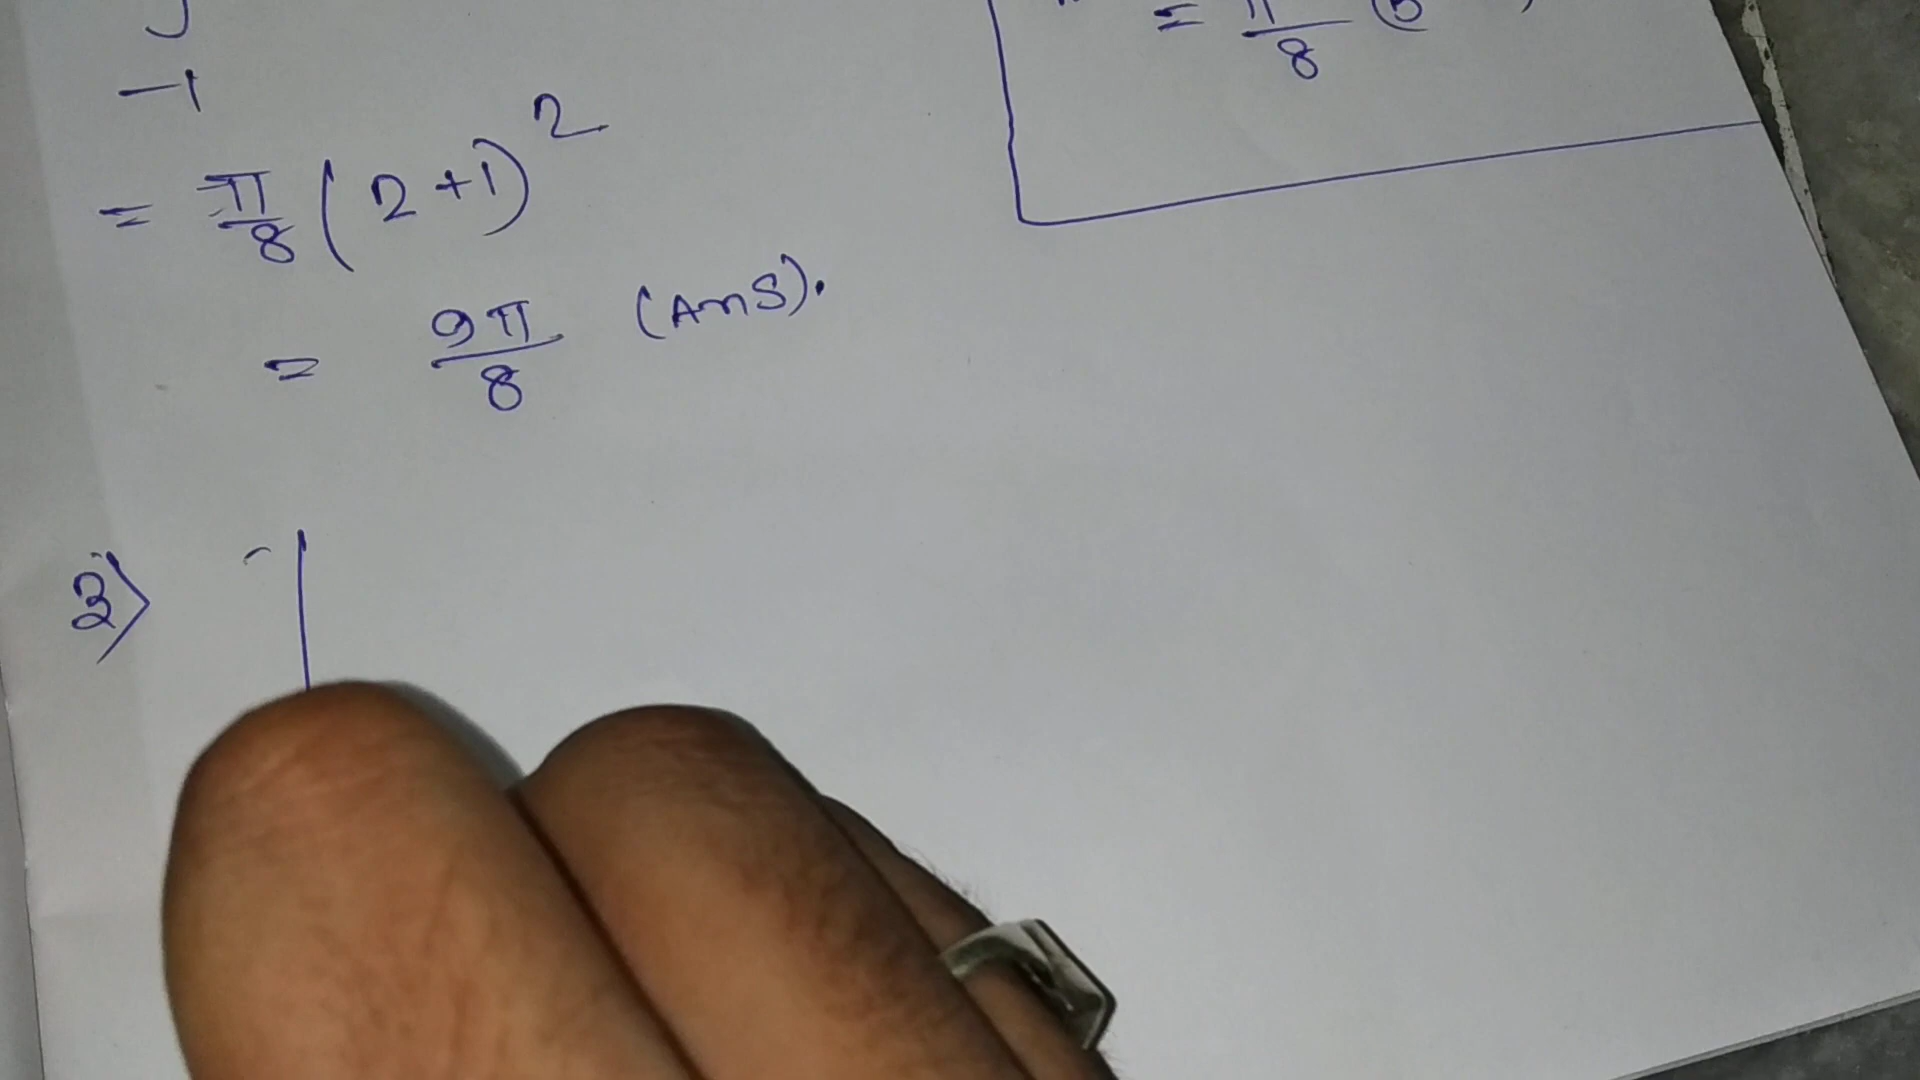 -1
= π/8 (2+1)²
= 9π/8 (Ans).
= π/8 (b
3)